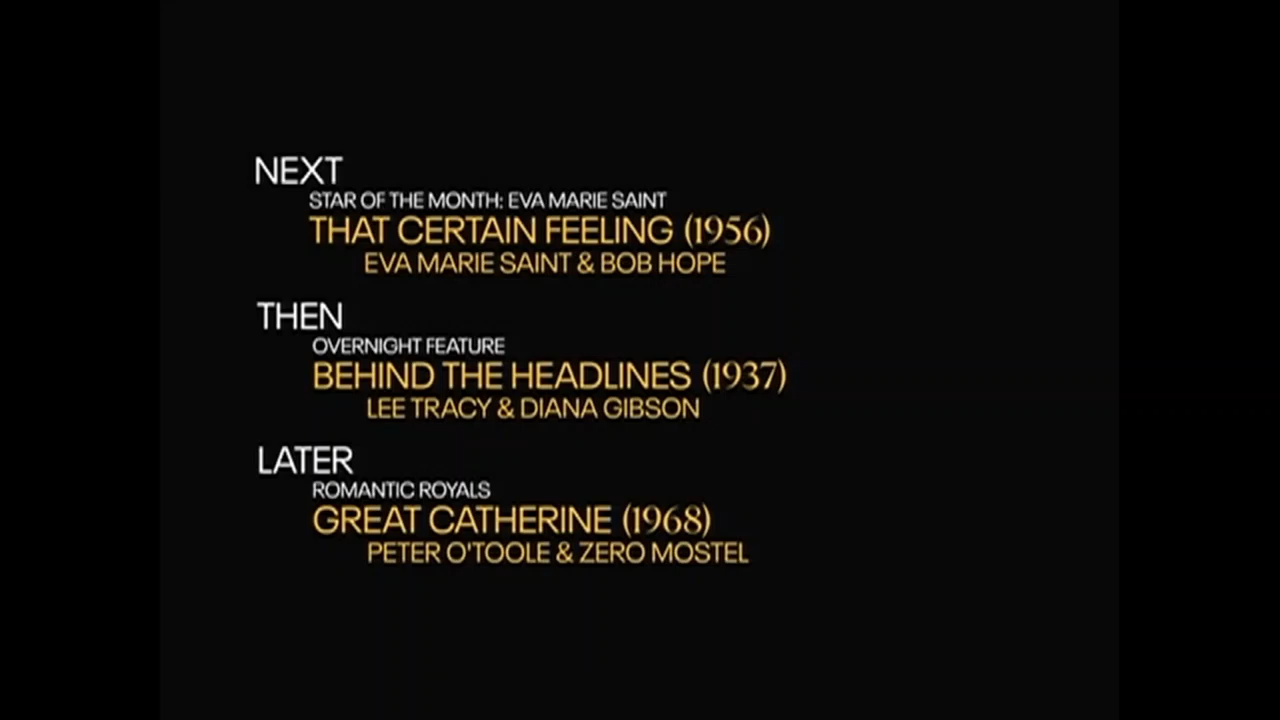 NEXT
STAR OF THE MONTH: EVA MARIE SAINT
THAT CERTAIN FEELING (1956)
EVA MARIE SAINT & BOB HOPE
THEN
OVERNIGHT FEATURE
BEHIND THE HEADLINES (1937)
LEE TRACY & DIANA GIBSON
LATER
ROMANTIC ROYALS
GREAT CATHERINE (1968)
PETER O'TOOLE & ZERO MOSTEL